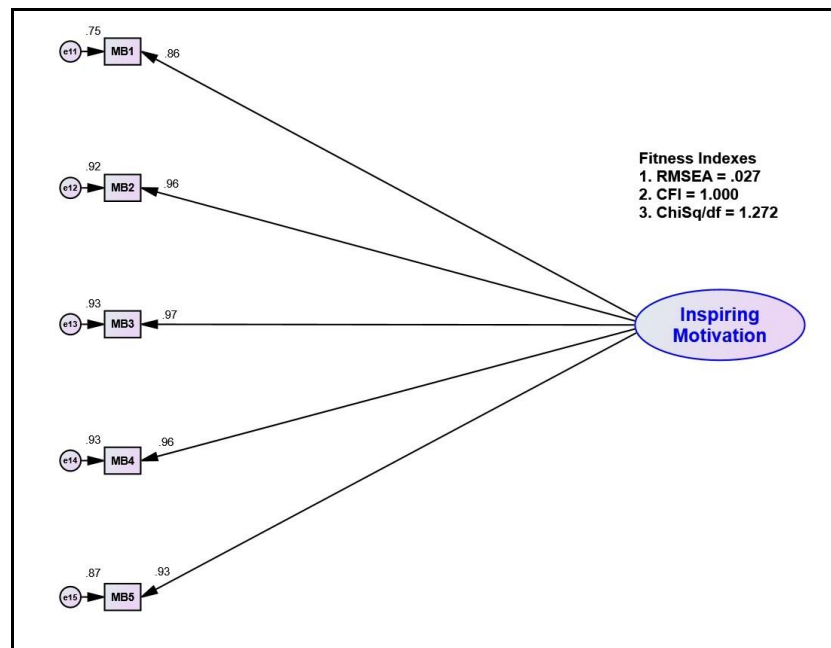 .75
e11
MB1
.86
.92
e12
MB2
.96
Fitness Indexes
1. RMSEA = .027
2. CFI = 1.000
3. ChiSq/df = 1.272
.93
e13
MB3
.97
Inspiring
Motivation
.93
e14
MB4
.96
.87
e15
MB5
.93